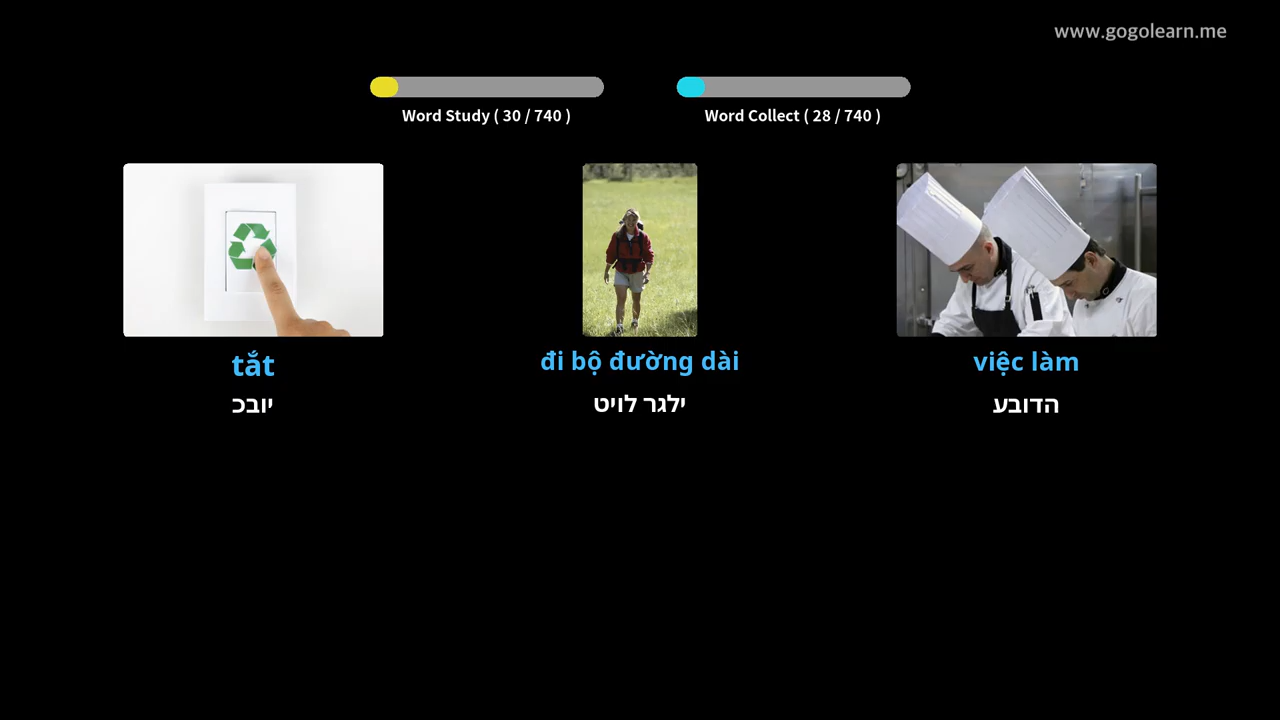 www.gogolearn.me
Word Study ( 30 / 740 )
Word Collect ( 28 / 740 )
tắt
יובכ
đi bộ đường dài
ילגר לויט
việc làm
הדובע